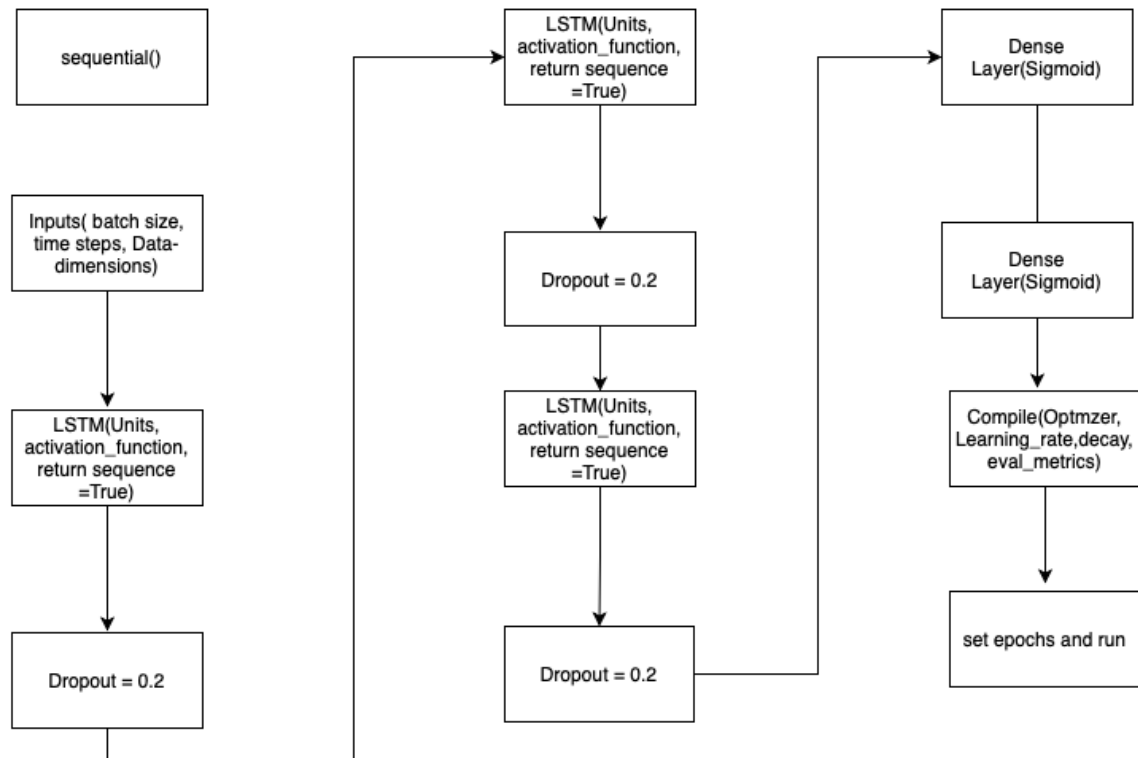 sequential()
Inputs( batch size,
time steps, Data-
dimensions)
LSTM(Units,
activation_function,
return sequence
=True)
Dropout = 0.2
LSTM(Units,
activation_function,
return sequence
=True)
Dropout = 0.2
LSTM(Units,
activation_function,
return sequence
=True)
Dropout = 0.2
Dense
Layer(Sigmoid)
Dense
Layer(Sigmoid)
Compile(Optmzer,
Learning_rate,decay,
eval_metrics)
set epochs and run